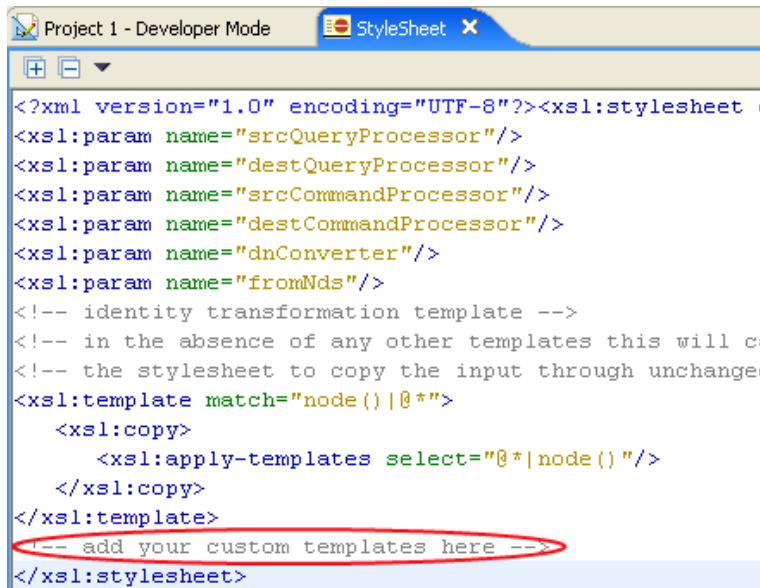 Project 1 - Developer Mode StyleSheet
<?xml version="1.0" encoding="UTF-8"?><xsl:stylesheet
<xsl:param name="srcQueryProcessor"/>
<xsl:param name="destQueryProcessor"/>
<xsl:param name="srcCommandProcessor"/>
<xsl:param name="destCommandProcessor"/>
<xsl:param name="dnConverter"/>
<xsl:param name="fromNds"/>
<!-- identity transformation template -->
<!-- in the absence of any other templates this will
<!-- the stylesheet to copy the input through unchanged
<xsl:template match="node()|@*">
<xsl:copy>
<xsl:apply-templates select="@*|node()"/>
</xsl:copy>
</xsl:template>
<!-- add your custom templates here -->
</xsl:stylesheet>